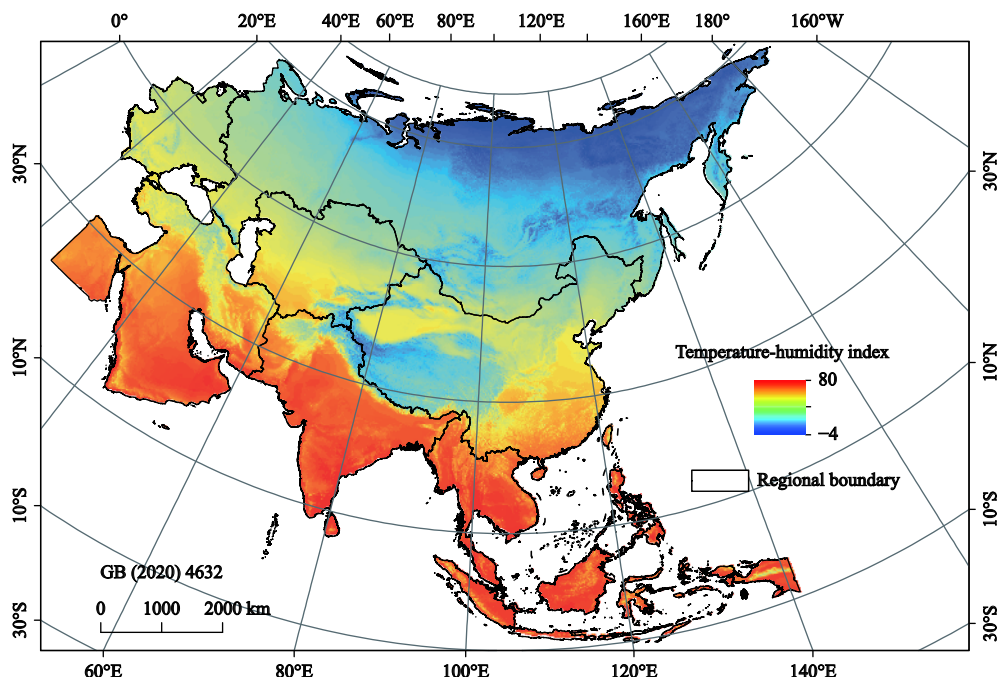 0° 20°E 40°E 60°E 80°E 100°E 120°E 160°E 180° 160°W
30°N 30°N
10°N 10°N
Temperature-humidity index
80
−4
Regional boundary
10°S 10°S
GB (2020) 4632
0 1000 2000 km
30°S 30°S
60°E 80°E 100°E 120°E 140°E